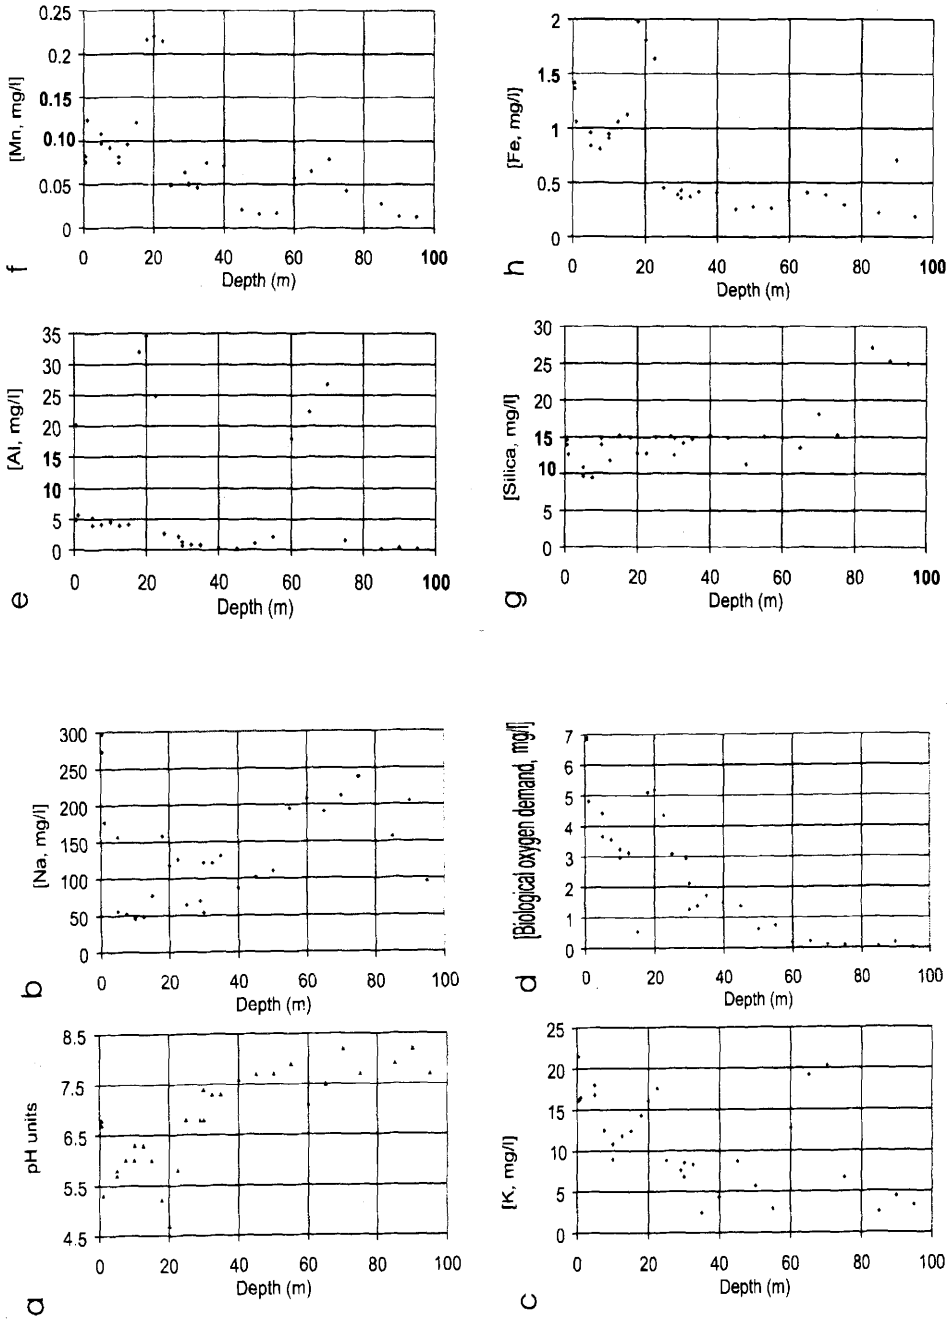 [Mn, mg/l]
0.25
0.2
0.15
0.10
0.05
0
0 20 40 60 80 100
Depth (m)
f
[Fe, mg/l]
2
1.5
1
0.5
0
0 20 40 60 80 100
Depth (m)
h
[Al, mg/l]
35
30
25
20
15
10
5
0
0 20 40 60 80 100
Depth (m)
e
[Silica, mg/l]
30
25
20
15
10
5
0
0 20 40 60 80 100
Depth (m)
g
[Na, mg/l]
300
250
200
150
100
50
0
0 20 40 60 80 100
Depth (m)
b
[Biological oxygen demand, mg/l]
7
6
5
4
3
2
1
0
0 20 40 60 80 100
Depth (m)
d
pH units
8.5
7.5
6.5
5.5
4.5
0 20 40 60 80 100
Depth (m)
a
[K, mg/l]
25
20
15
10
5
0
0 20 40 60 80 100
Depth (m)
c